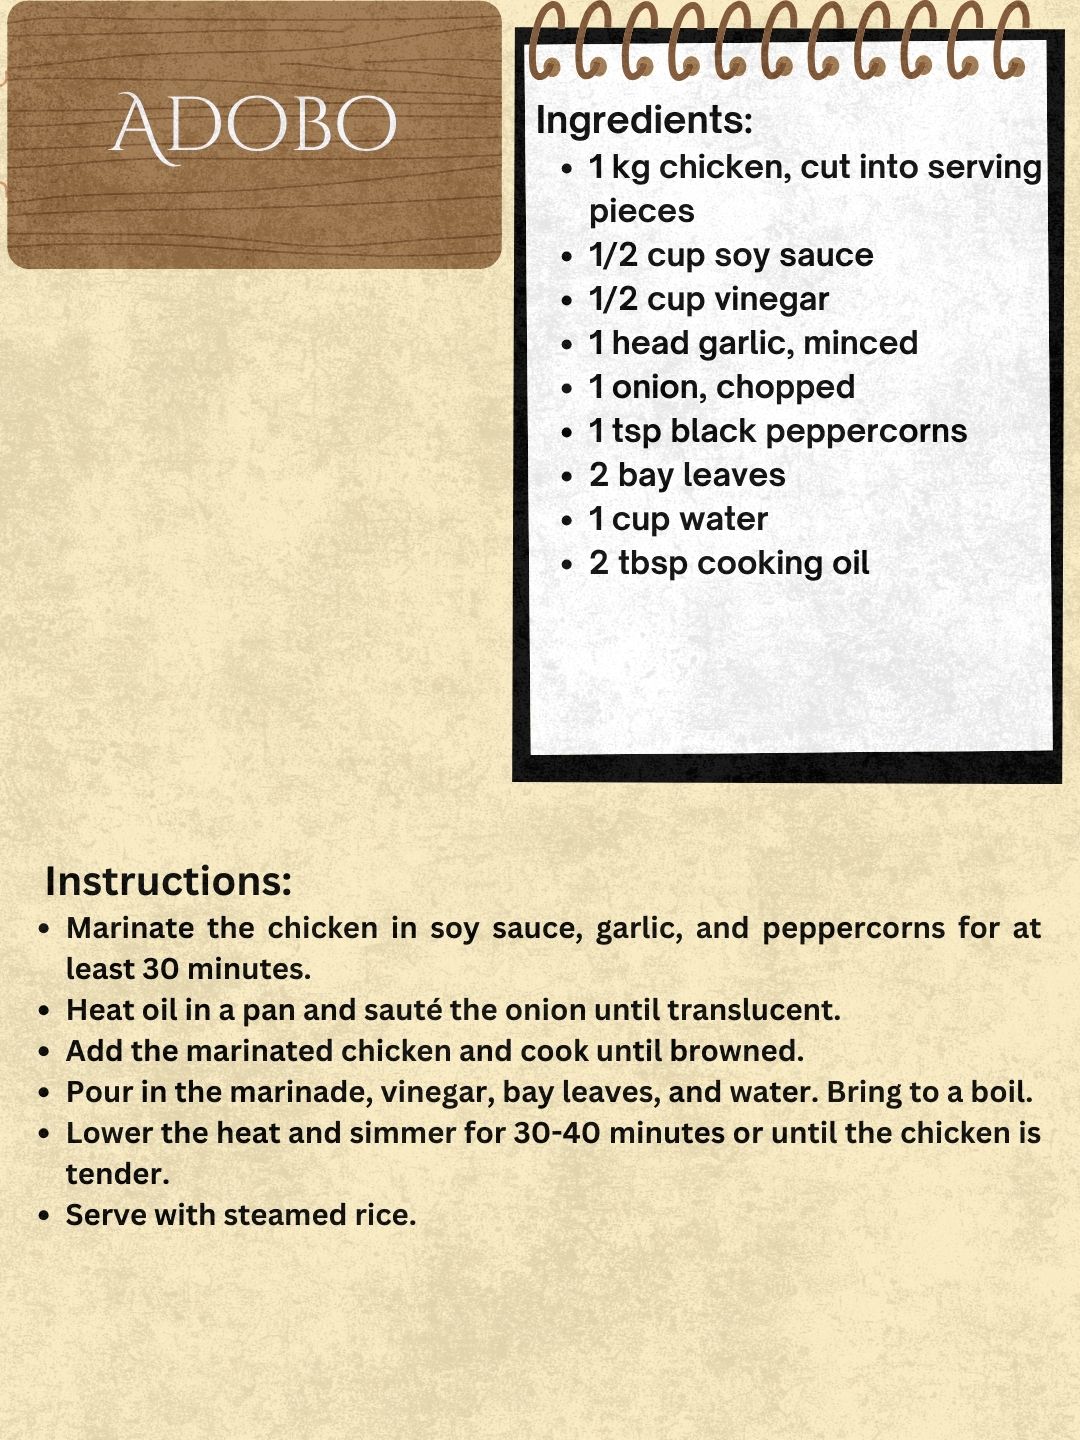 ADOBO
Ingredients:
• 1 kg chicken, cut into serving
pieces
• 1/2 cup soy sauce
• 1/2 cup vinegar
• 1 head garlic, minced
• 1 onion, chopped
• 1 tsp black peppercorns
• 2 bay leaves
• 1 cup water
• 2 tbsp cooking oil
Instructions:
• Marinate the chicken in soy sauce, garlic, and peppercorns for at
least 30 minutes.
• Heat oil in a pan and sauté the onion until translucent.
• Add the marinated chicken and cook until browned.
• Pour in the marinade, vinegar, bay leaves, and water. Bring to a boil.
• Lower the heat and simmer for 30-40 minutes or until the chicken is
tender.
• Serve with steamed rice.